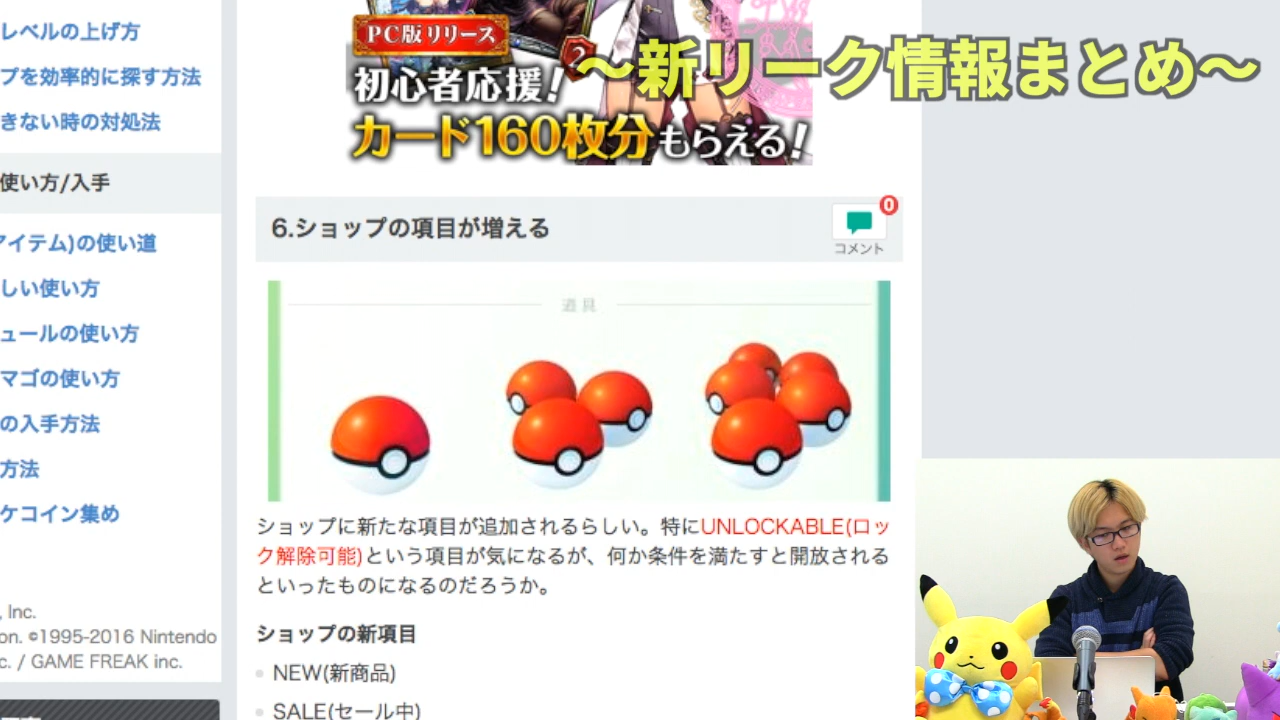 レベルの上げ方
プを効率的に探す方法
きない時の対処法
使い方/入手
アイテム)の使い道
しい使い方
ュールの使い方
マゴの使い方
の入手方法
方法
ケコイン集め
, Inc.
on. ©1995-2016 Nintendo
c. / GAME FREAK inc.
PC版リリース
2
初心者応援!
カード160枚分もらえる!
〜新リーク情報まとめ〜
6.ショップの項目が増える
0
コメント
道具
ショップに新たな項目が追加されるらしい。特にUNLOCKABLE(ロッ
ク解除可能)という項目が気になるが、何か条件を満たすと開放される
といったものになるのだろうか。
ショップの新項目
NEW(新商品)
SALE(セール中)